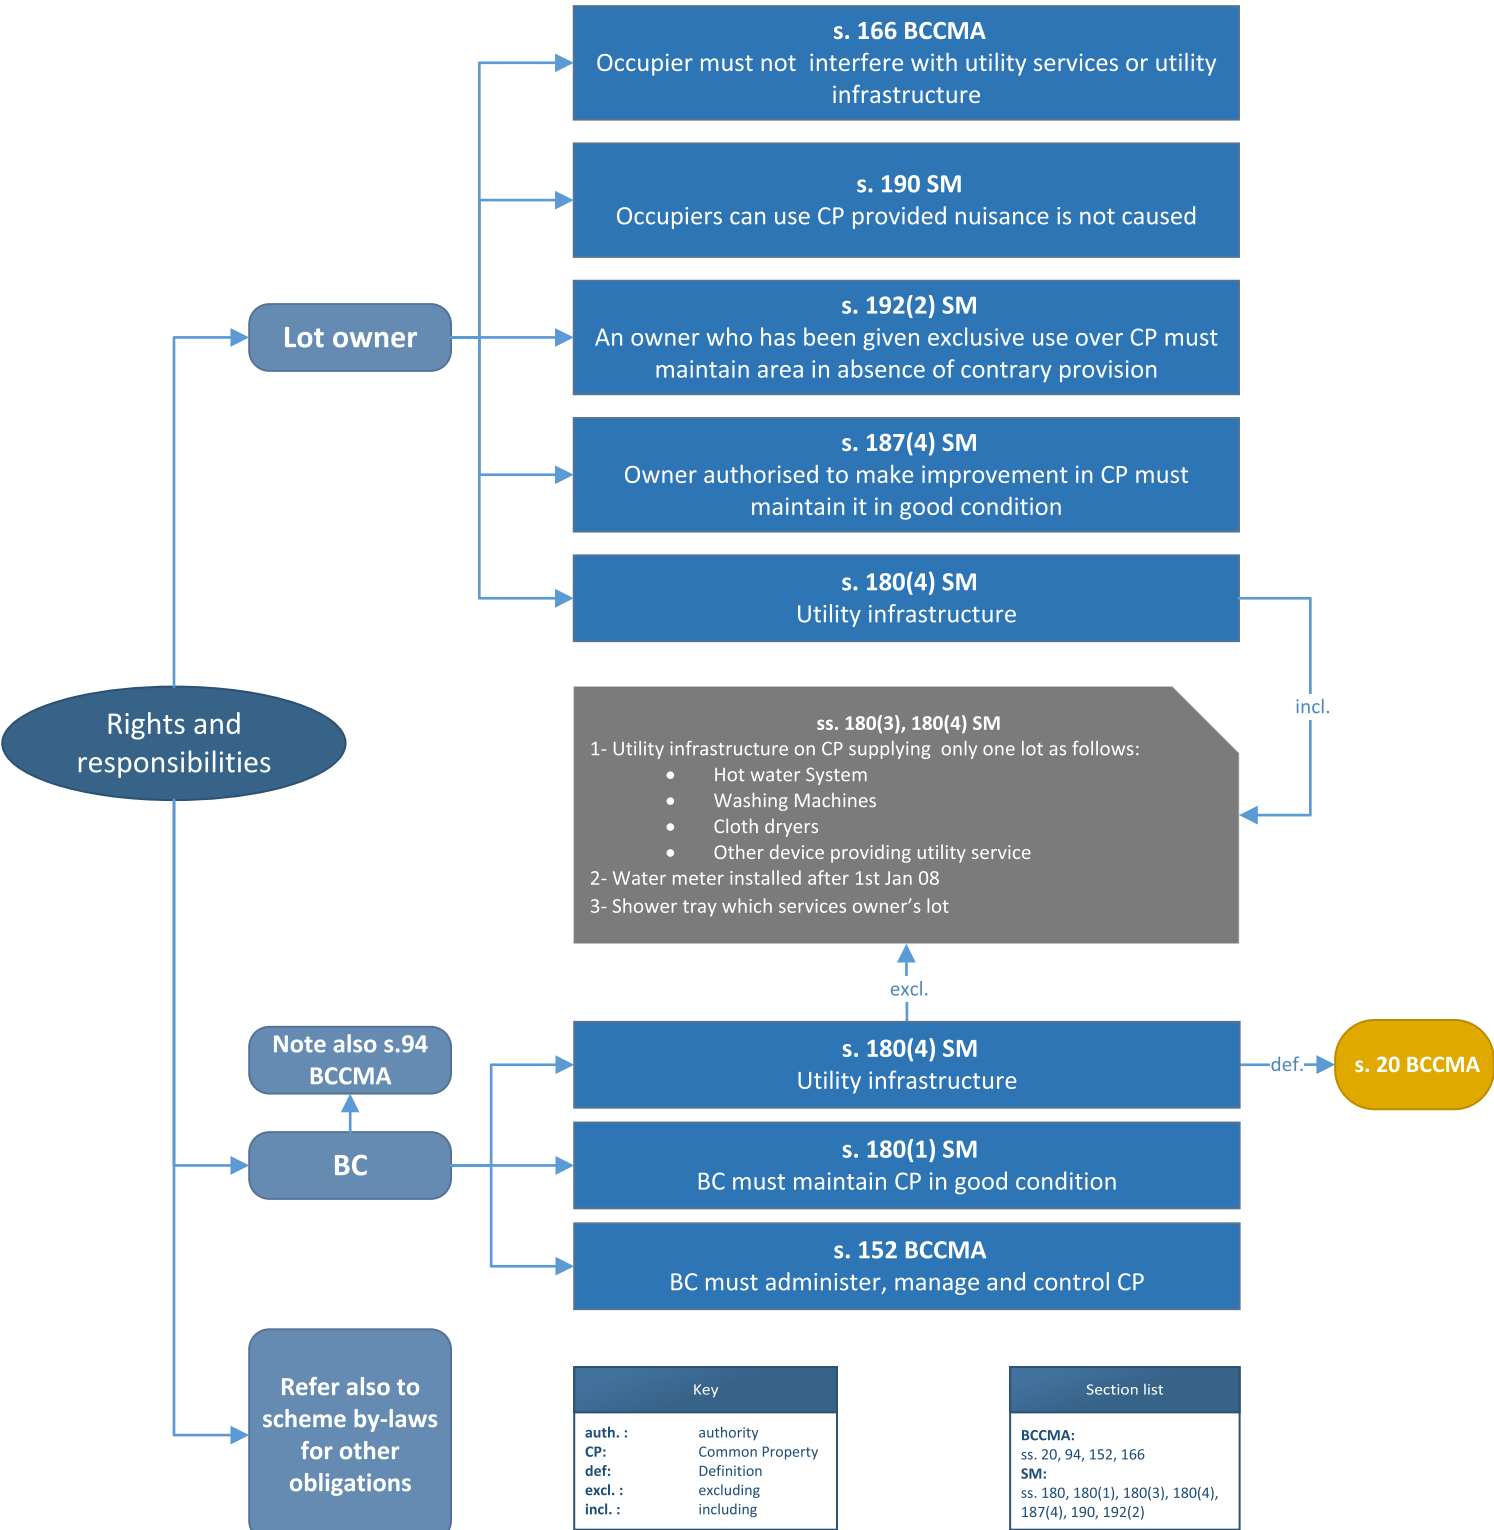 s. 166 BCCMA
Occupier must not interfere with utility services or utility
infrastructure
s. 190 SM
Occupiers can use CP provided nuisance is not caused
s. 192(2) SM
An owner who has been given exclusive use over CP must
maintain area in absence of contrary provision
Lot owner
s. 187(4) SM
Owner authorised to make improvement in CP must
maintain it in good condition
s. 180(4) SM
Utility infrastructure
incl.
Rights and
responsibilities
ss. 180(3), 180(4) SM
1- Utility infrastructure on CP supplying only one lot as follows:
• Hot water System
• Washing Machines
• Cloth dryers
• Other device providing utility service
2- Water meter installed after 1st Jan 08
3- Shower tray which services owner’s lot
excl.
Note also s.94
BCCMA
s. 180(4) SM
Utility infrastructure
def.
s. 20 BCCMA
BC
s. 180(1) SM
BC must maintain CP in good condition
s. 152 BCCMA
BC must administer, manage and control CP
Refer also to
scheme by-laws
for other
obligations
Key
auth. : authority
CP: Common Property
def: Definition
excl. : excluding
incl. : including
Section list
BCCMA:
ss. 20, 94, 152, 166
SM:
ss. 180, 180(1), 180(3), 180(4),
187(4), 190, 192(2)